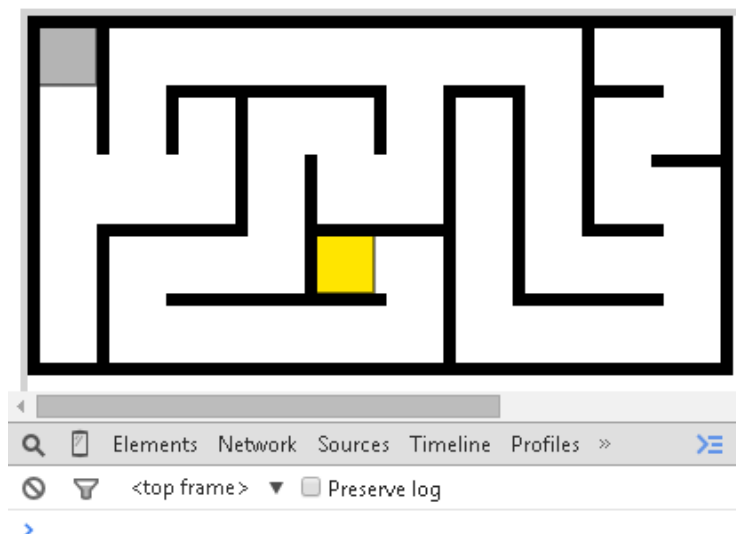 Elements Network Sources Timeline Profiles »
<top frame> ▼ Preserve log